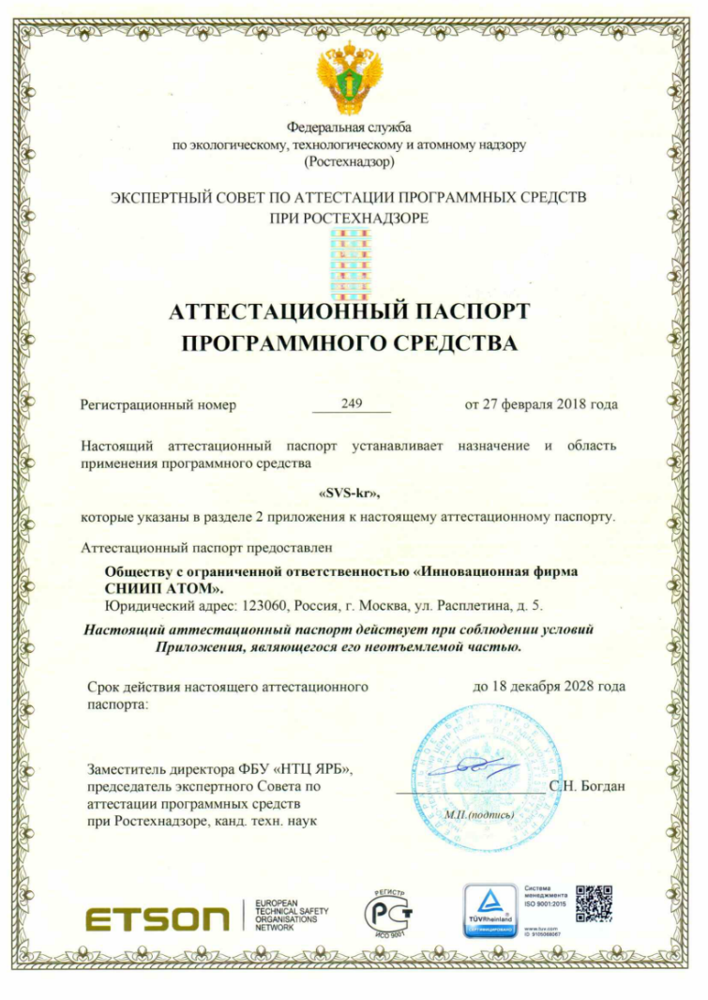 Федеральная служба
по экологическому, технологическому и атомному надзору
(Ростехнадзор)
ЭКСПЕРТНЫЙ СОВЕТ ПО АТТЕСТАЦИИ ПРОГРАММНЫХ СРЕДСТВ
ПРИ РОСТЕХНАДЗОРЕ
АТТЕСТАЦИОННЫЙ ПАСПОРТ
ПРОГРАММНОГО СРЕДСТВА
Регистрационный номер 249 от 27 февраля 2018 года
Настоящий аттестационный паспорт устанавливает назначение и область
применения программного средства
«SVS-kr»,
которые указаны в разделе 2 приложения к настоящему аттестационному паспорту.
Аттестационный паспорт предоставлен
Обществу с ограниченной ответственностью «Инновационная фирма
СНИИП АТОМ».
Юридический адрес: 123060, Россия, г. Москва, ул. Расплетина, д. 5.
Настоящий аттестационный паспорт действует при соблюдении условий
Приложения, являющегося его неотъемлемой частью.
Срок действия настоящего аттестационного до 18 декабря 2028 года
паспорта:
Заместитель директора ФБУ «НТЦ ЯРБ»,
председатель экспертного Совета по
аттестации программных средств
при Ростехнадзоре, канд. техн. наук
С.Н. Богдан
М.П.(подпись)
ETSON
EUROPEAN
TECHNICAL SAFETY
ORGANISATIONS
NETWORK
РЕГИСТР
РСТ
ИСО 9001
TÜVRheinland
СЕРТИФИЦИРОВАНО
Система
менеджмента
ISO 9001:2015
www.tuv.com
ID 9105068067